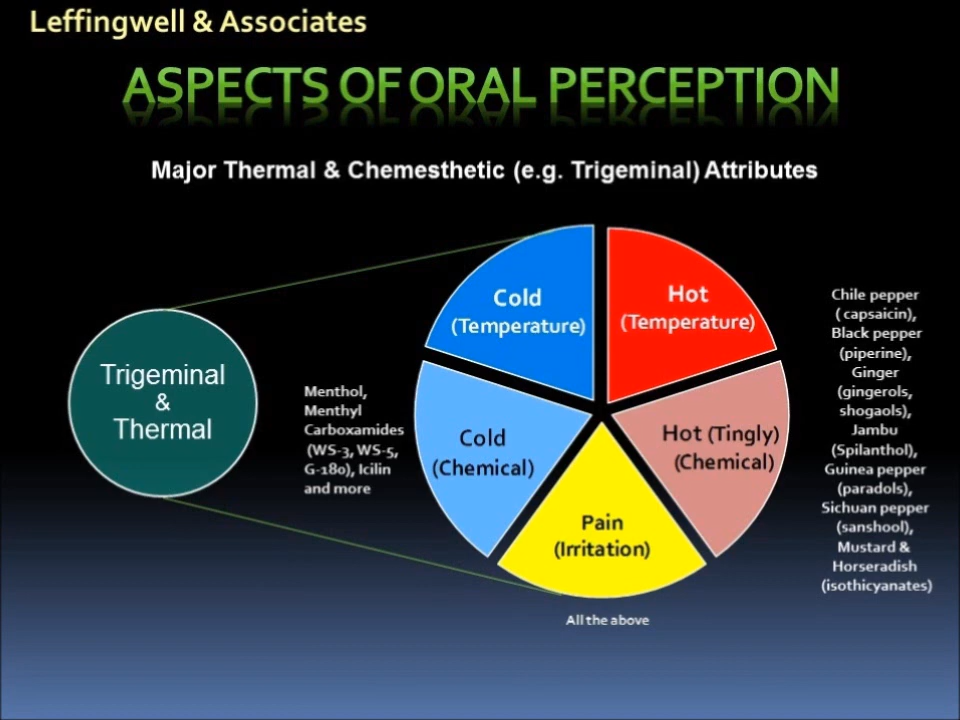 Leffingwell & Associates
ASPECTS OF ORAL PERCEPTION
Major Thermal & Chemesthetic (e.g. Trigeminal) Attributes
Trigeminal
&
Thermal
Menthol,
Menthyl
Carboxamides
(WS-3, WS-5,
G-180), Icilin
and more
Cold
(Temperature)
Hot
(Temperature)
Cold
(Chemical)
Hot (Tingly)
(Chemical)
Pain
(Irritation)
All the above
Chile pepper
( capsaicin),
Black pepper
(piperine),
Ginger
(gingerols,
shogaols),
Jambu
(Spilanthol),
Guinea pepper
(paradols),
Sichuan pepper
(sanshool),
Mustard &
Horseradish
(isothicyanates)